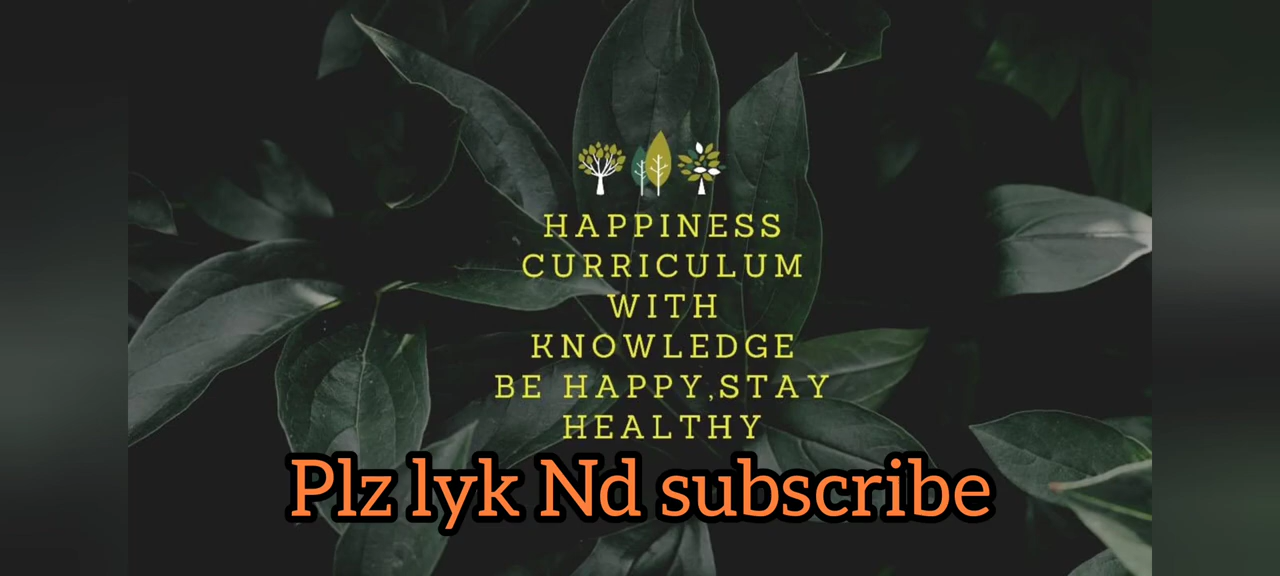 HAPPINESS
CURRICULUM
WITH
KNOWLEDGE
BE HAPPY,STAY
HEALTHY
Plz lyk Nd subscribe